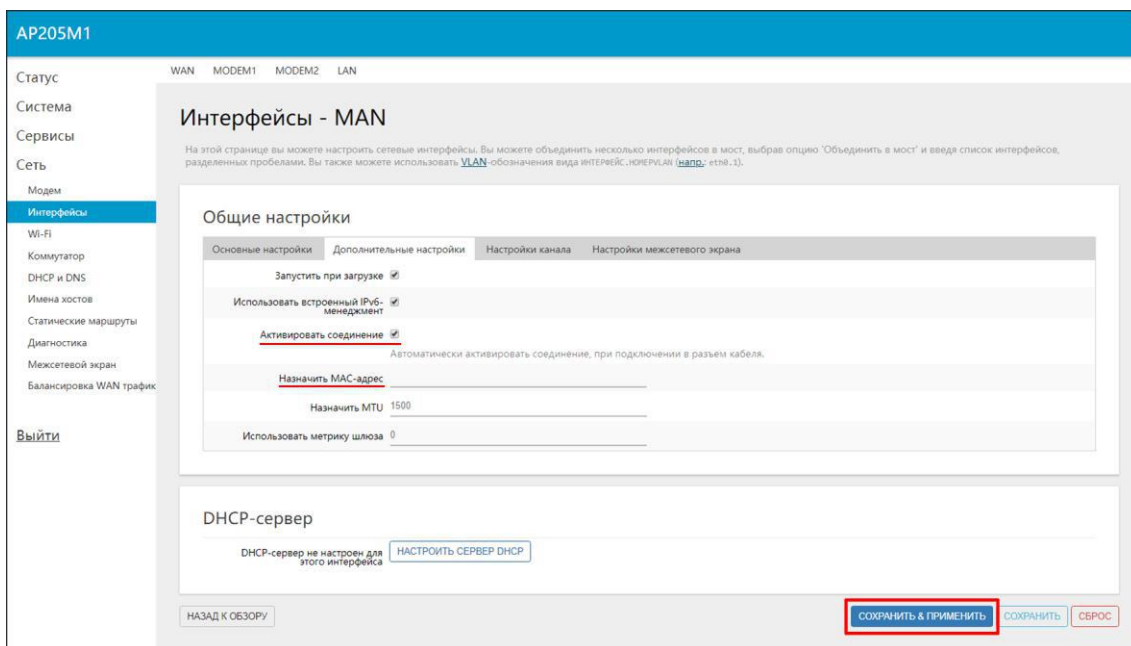 AP205M1
WAN MODEM1 MODEM2 LAN
Статус
Система
Сервисы
Сеть
Модем
Интерфейсы
Wi-Fi
Коммутатор
DHCP и DNS
Имена хостов
Статические маршруты
Диагностика
Межсетевой экран
Балансировка WAN трафик
Выйти
Интерфейсы - MAN
На этой странице вы можете настроить сетевые интерфейсы. Вы можете объединить несколько интерфейсов в мост, выбрав опцию 'Объединить в мост' и введя список интерфейсов,
разделенных пробелами. Вы также можете использовать VLAN-обозначения вида ИНТЕРФЕЙС.НОМЕРVLAN (напр.: eth0.1).
Общие настройки
Основные настройки Дополнительные настройки Настройки канала Настройки межсетевого экрана
Запустить при загрузке
Использовать встроенный IPv6-
менеджмент
Активировать соединение
Автоматически активировать соединение, при подключении в разъем кабеля.
Назначить MAC-адрес
Назначить MTU 1500
Использовать метрику шлюза 0
DHCP-сервер
DHCP-сервер не настроен для
этого интерфейса
НАСТРОИТЬ СЕРВЕР DHCP
НАЗАД К ОБЗОРУ СОХРАНИТЬ & ПРИМЕНИТЬ СОХРАНИТЬ СБРОС